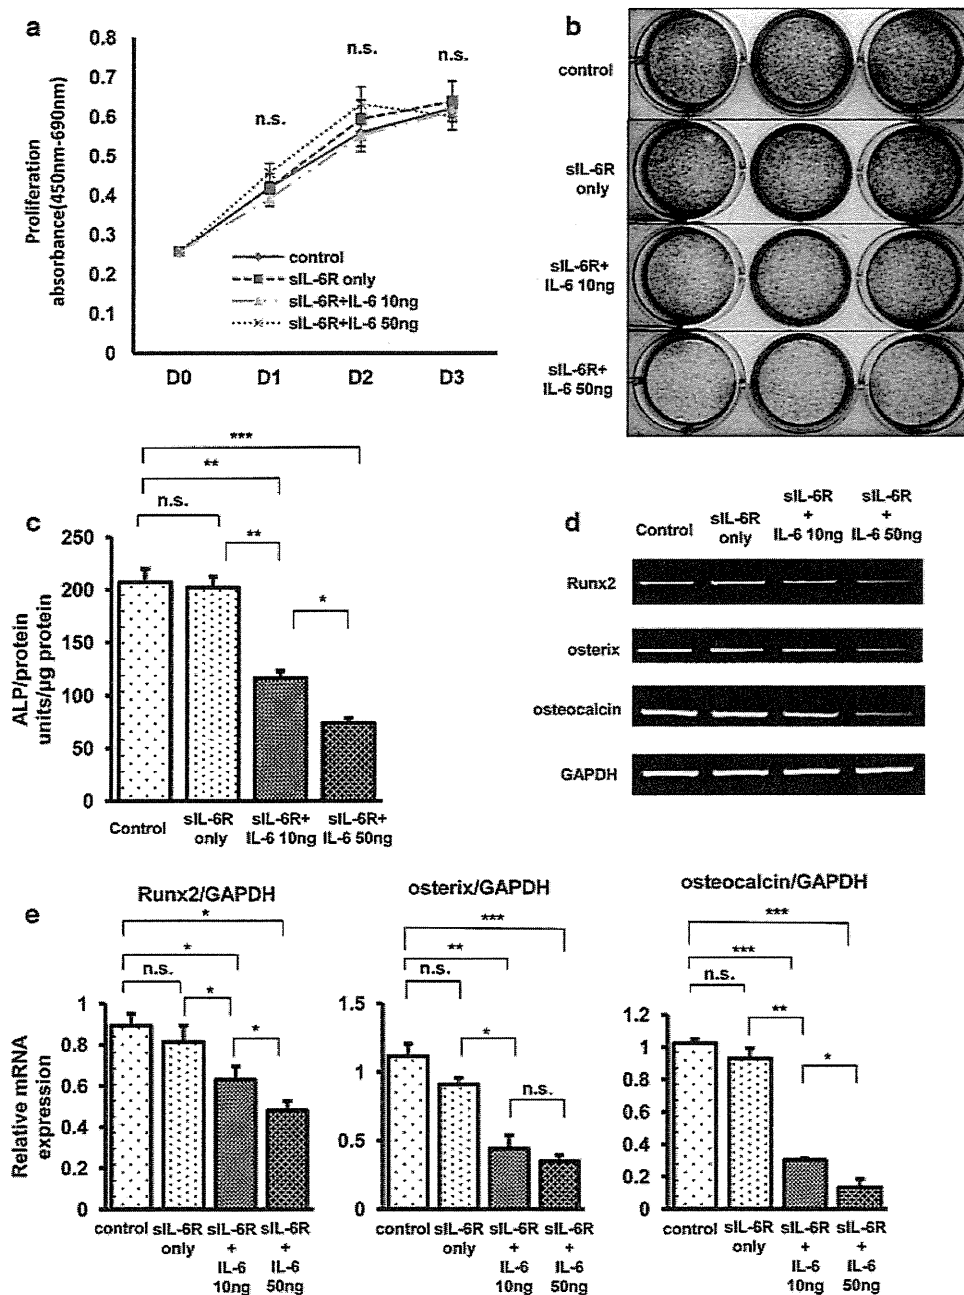 a
0.8
0.7
0.6
0.5
0.4
0.3
0.2
0.1
0
Proliferation
absorbance(450nm-690nm)
n.s.
n.s.
n.s.
control
sIL-6R only
sIL-6R+IL-6 10ng
sIL-6R+IL-6 50ng
D0 D1 D2 D3
b
control
sIL-6R
only
sIL-6R+
IL-6 10ng
sIL-6R+
IL-6 50ng
c
***
**
n.s.
**
*
250
200
150
100
50
0
ALP/protein
units/µg protein
Control
sIL-6R
only
sIL-6R+
IL-6 10ng
sIL-6R+
IL-6 50ng
d
Control
sIL-6R
only
sIL-6R
+
IL-6 10ng
sIL-6R
+
IL-6 50ng
Runx2
osterix
osteocalcin
GAPDH
e
Relative mRNA
expression
Runx2/GAPDH
*
*
n.s.
*
*
1
0.8
0.6
0.4
0.2
0
control
sIL-6R
only
sIL-6R
+
IL-6
10ng
sIL-6R
+
IL-6
50ng
osterix/GAPDH
***
**
n.s.
*
n.s.
1.5
1
0.5
0
control
sIL-6R
only
sIL-6R
+
IL-6
10ng
sIL-6R
+
IL-6
50ng
osteocalcin/GAPDH
***
***
n.s.
**
*
1.2
1
0.8
0.6
0.4
0.2
0
control
sIL-6R
only
sIL-6R
+
IL-6
10ng
sIL-6R
+
IL-6
50ng